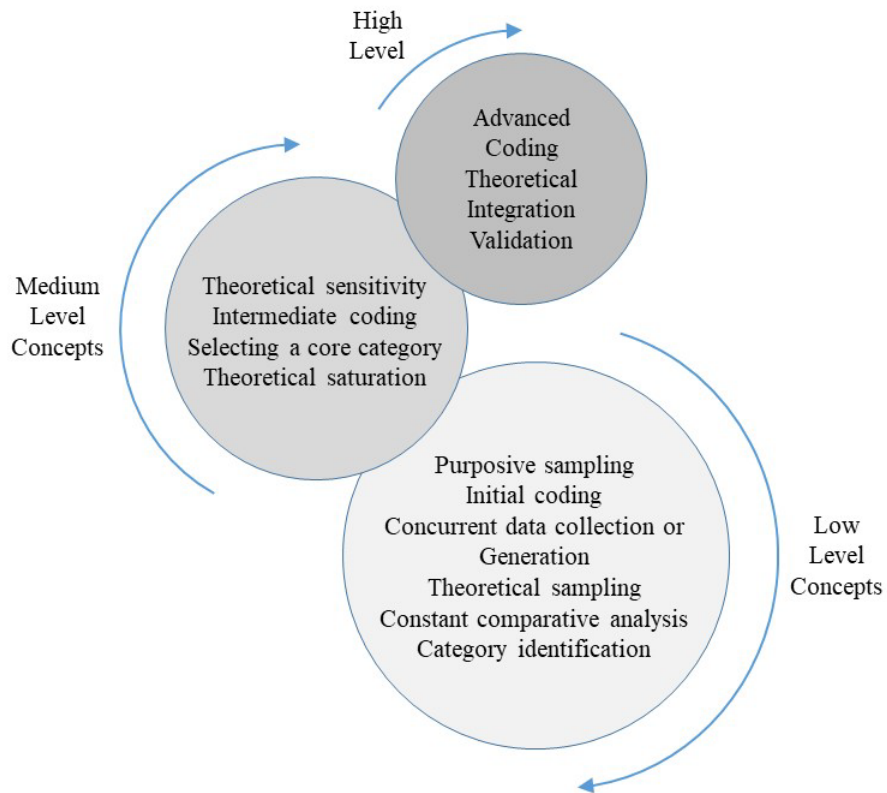 High
Level
Advanced
Coding
Theoretical
Integration
Validation
Medium
Level
Concepts
Theoretical sensitivity
Intermediate coding
Selecting a core category
Theoretical saturation
Purposive sampling
Initial coding
Concurrent data collection or
Generation
Theoretical sampling
Constant comparative analysis
Category identification
Low
Level
Concepts